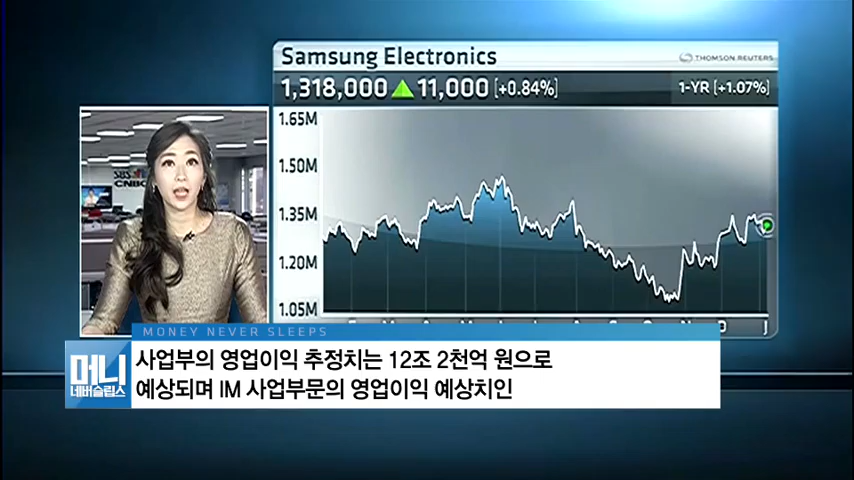 Samsung Electronics
THOMSON REUTERS
1,318,000 ▲ 11,000 [+0.84%]
1-YR [+1.07%]
1.65M
1.50M
1.35M
1.20M
1.05M
J
SBS
CNBC
MONEY NEVER SLEEPS
머니
네버슬립스
사업부의 영업이익 추정치는 12조 2천억 원으로
예상되며 IM 사업부문의 영업이익 예상치인